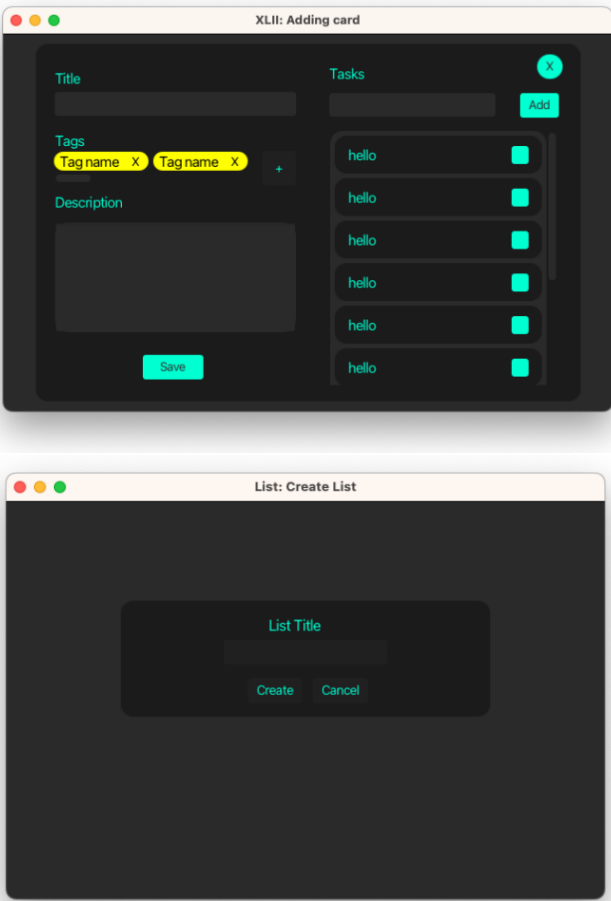 XLII: Adding card
Title
Tags
Tag name X Tag name X
+
Description
Save
Tasks
X
Add
hello
hello
hello
hello
hello
hello
List: Create List
List Title
Create Cancel